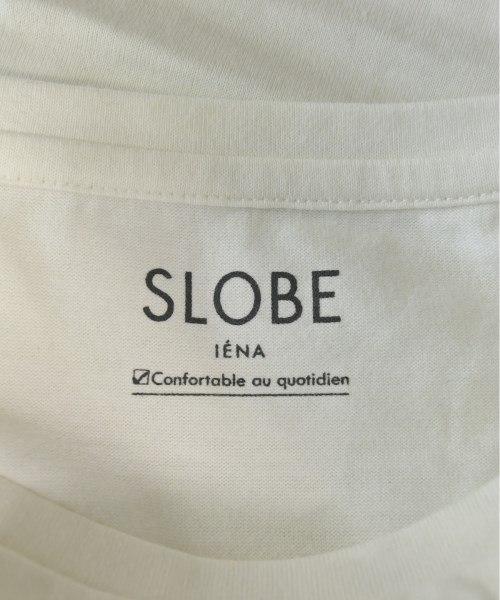 SLOBE
IÉNA
☑Confortable au quotidien